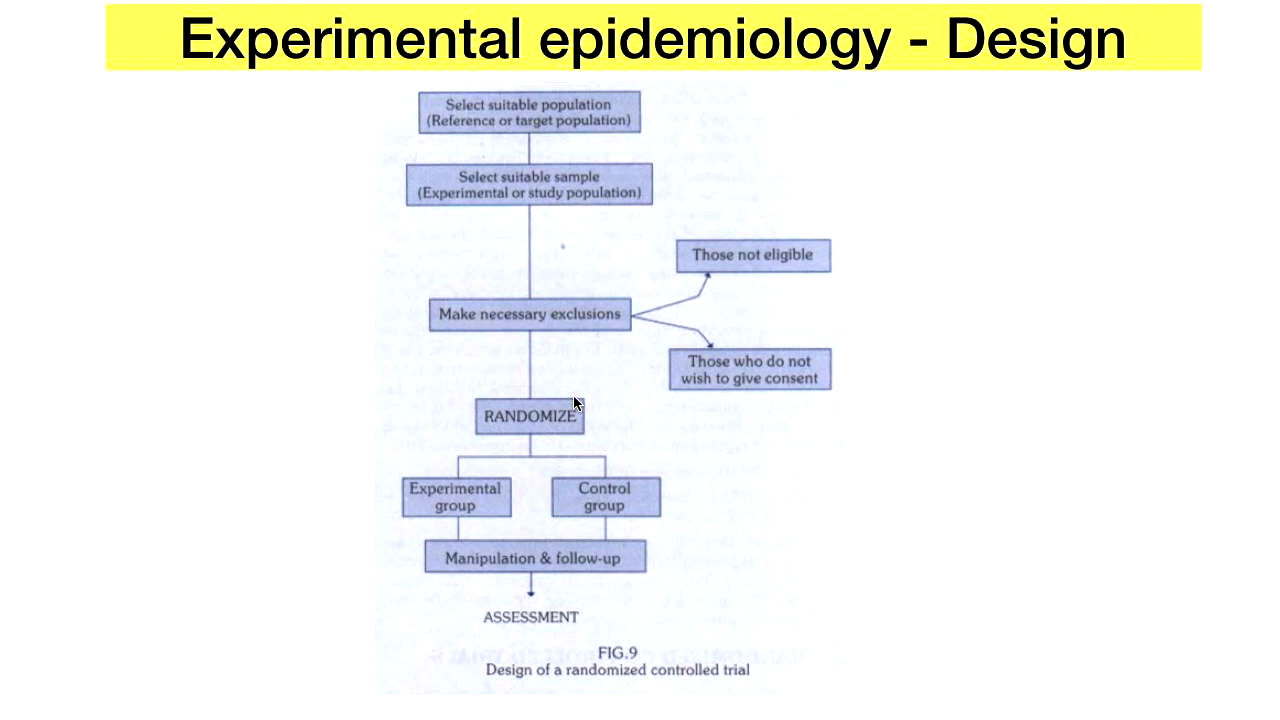 Experimental epidemiology - Design
Select suitable population
(Reference or target population)
Select suitable sample
(Experimental or study population)
Those not eligible
Make necessary exclusions
Those who do not
wish to give consent
RANDOMIZE
Experimental
group
Control
group
Manipulation & follow-up
ASSESSMENT
FIG.9
Design of a randomized controlled trial